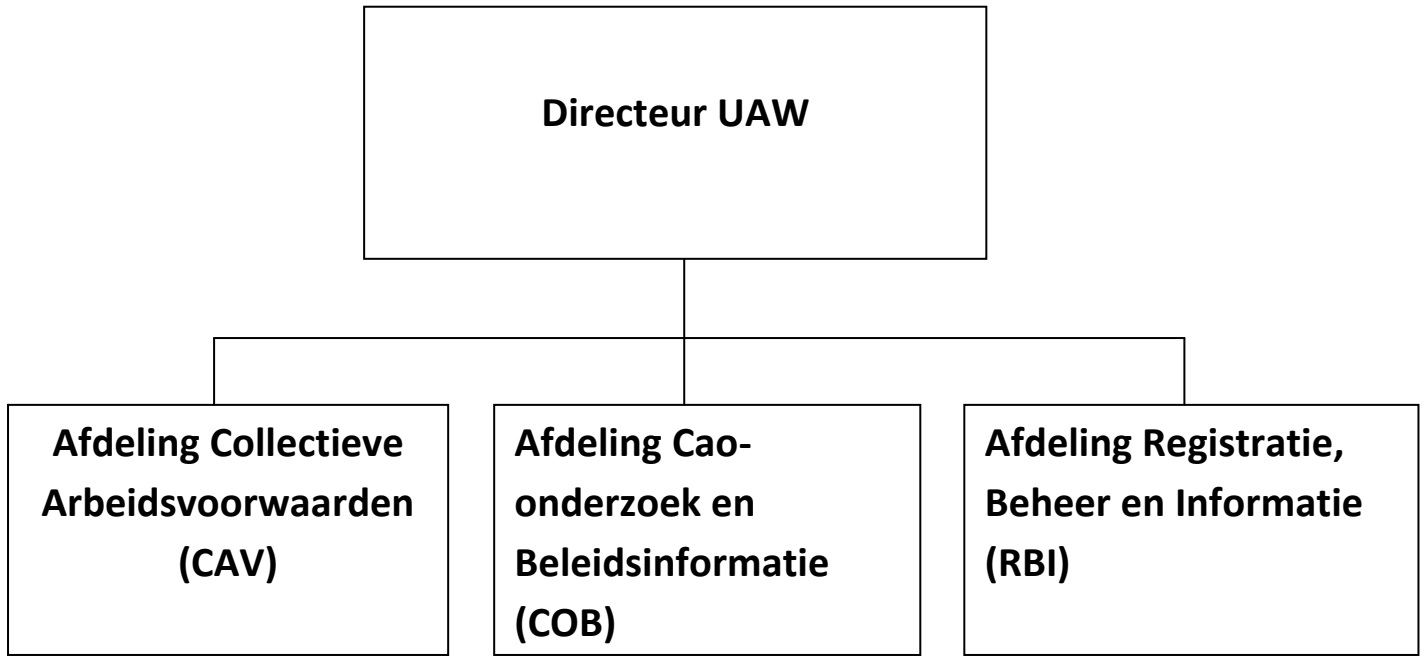 Directeur UAW
Afdeling Collectieve
Arbeidsvoorwaarden
(CAV)
Afdeling Cao-
onderzoek en
Beleidsinformatie
(COB)
Afdeling Registratie,
Beheer en Informatie
(RBI)